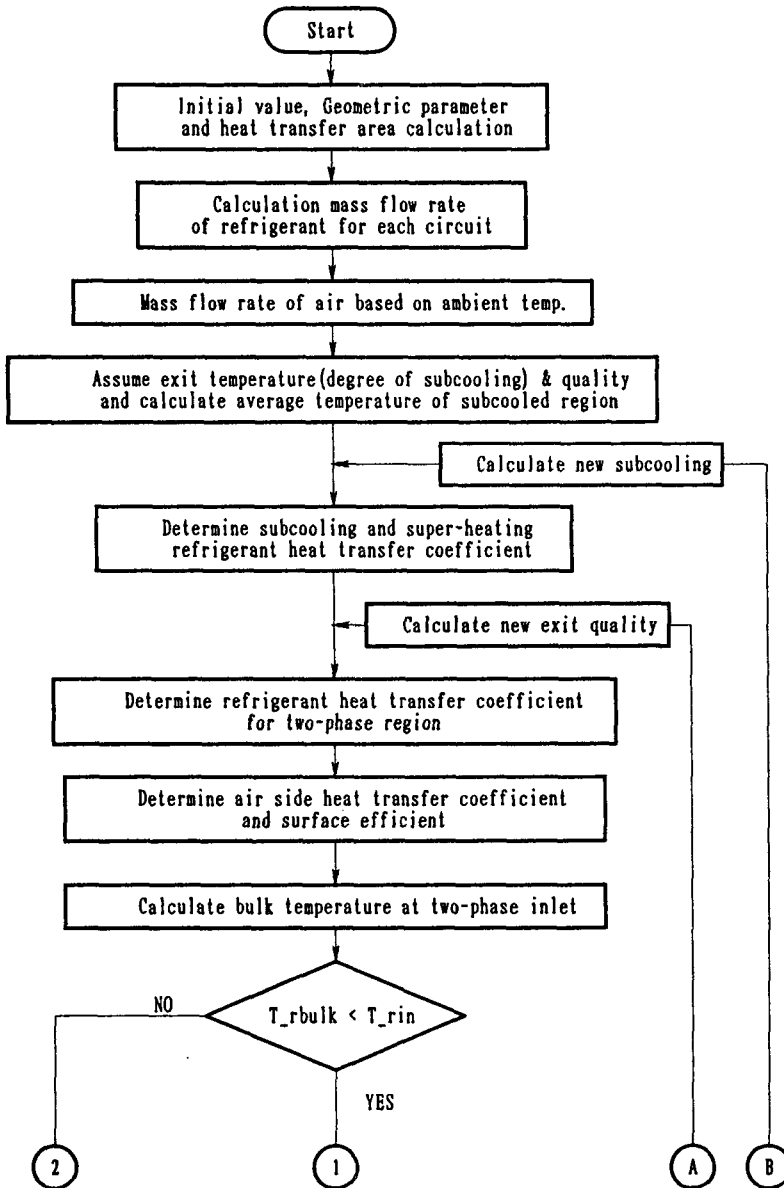 Start
Initial value, Geometric parameter
and heat transfer area calculation
Calculation mass flow rate
of refrigerant for each circuit
Mass flow rate of air based on ambient temp.
Assume exit temperature(degree of subcooling) & quality
and calculate average temperature of subcooled region
Calculate new subcooling
Determine subcooling and super-heating
refrigerant heat transfer coefficient
Calculate new exit quality
Determine refrigerant heat transfer coefficient
for two-phase region
Determine air side heat transfer coefficient
and surface efficient
Calculate bulk temperature at two-phase inlet
NO
T_rbulk < T_rin
YES
2
1
A
B